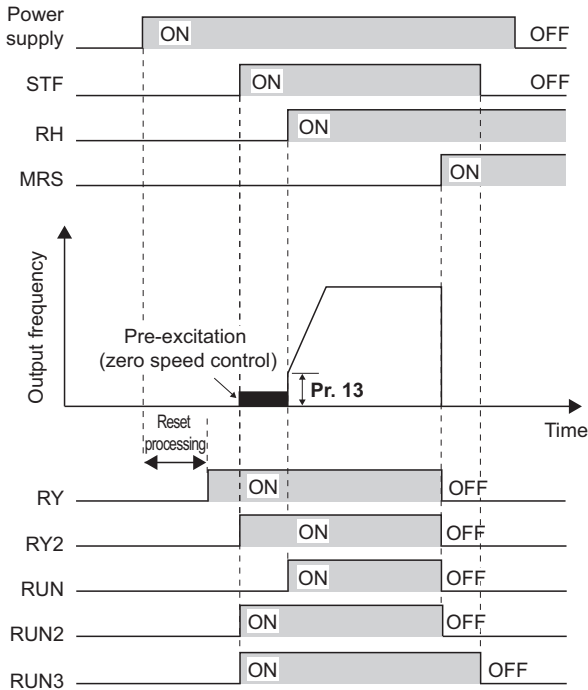 Power
supply
ON
OFF
STF
ON
OFF
RH
ON
MRS
ON
Output frequency
Pre-excitation
(zero speed control)
Pr. 13
Time
Reset
processing
RY
ON
OFF
RY2
ON
OFF
RUN
ON
OFF
RUN2
ON
OFF
RUN3
ON
OFF